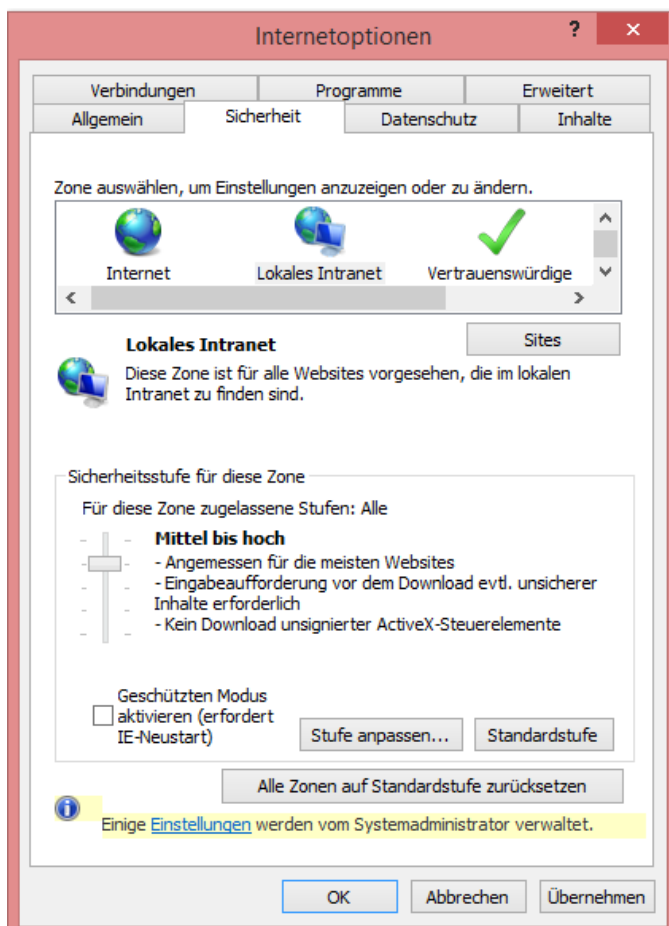 Internetoptionen
?
×
Verbindungen
Programme
Erweitert
Allgemein
Sicherheit
Datenschutz
Inhalte
Zone auswählen, um Einstellungen anzuzeigen oder zu ändern.
Internet
Lokales Intranet
Vertrauenswürdige
Lokales Intranet
Sites
Diese Zone ist für alle Websites vorgesehen, die im lokalen
Intranet zu finden sind.
Sicherheitsstufe für diese Zone
Für diese Zone zugelassene Stufen: Alle
Mittel bis hoch
- Angemessen für die meisten Websites
- Eingabeaufforderung vor dem Download evtl. unsicherer
Inhalte erforderlich
- Kein Download unsignierter ActiveX-Steuerelemente
Geschützten Modus
aktivieren (erfordert
IE-Neustart)
Stufe anpassen...
Standardstufe
Alle Zonen auf Standardstufe zurücksetzen
Einige Einstellungen werden vom Systemadministrator verwaltet.
OK
Abbrechen
Übernehmen